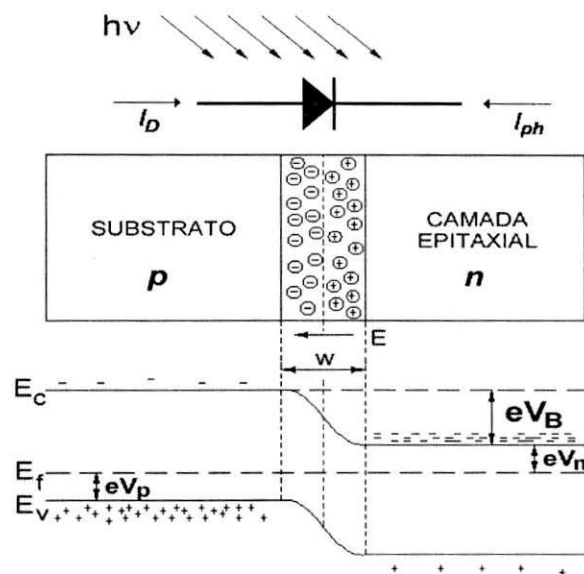 hν
I_D
I_ph
SUBSTRATO
p
CAMADA
EPITAXIAL
n
E
w
E_c
eV_B
eV_n
E_f
eV_p
E_v